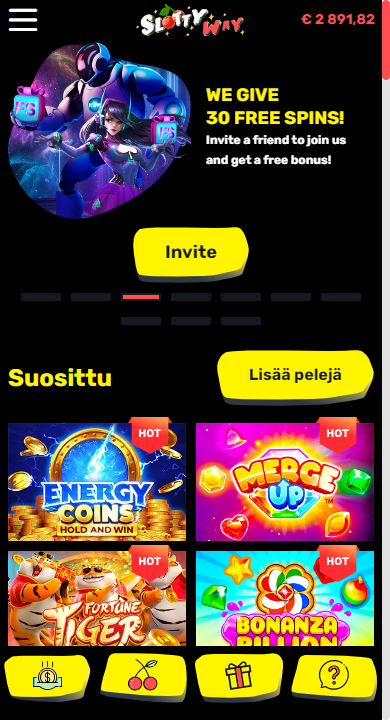 SLOTTY WAY
€ 2 891,82
WE GIVE
30 FREE SPINS!
Invite a friend to join us
and get a free bonus!
FS
FS
Invite
Suosittu
Lisää pelejä
HOT
HOT
ENERGY
COINS
HOLD AND WIN
MERGE
UP™
HOT
HOT
FORTUNE
TIGER
BONANZA
BILLION
$
?